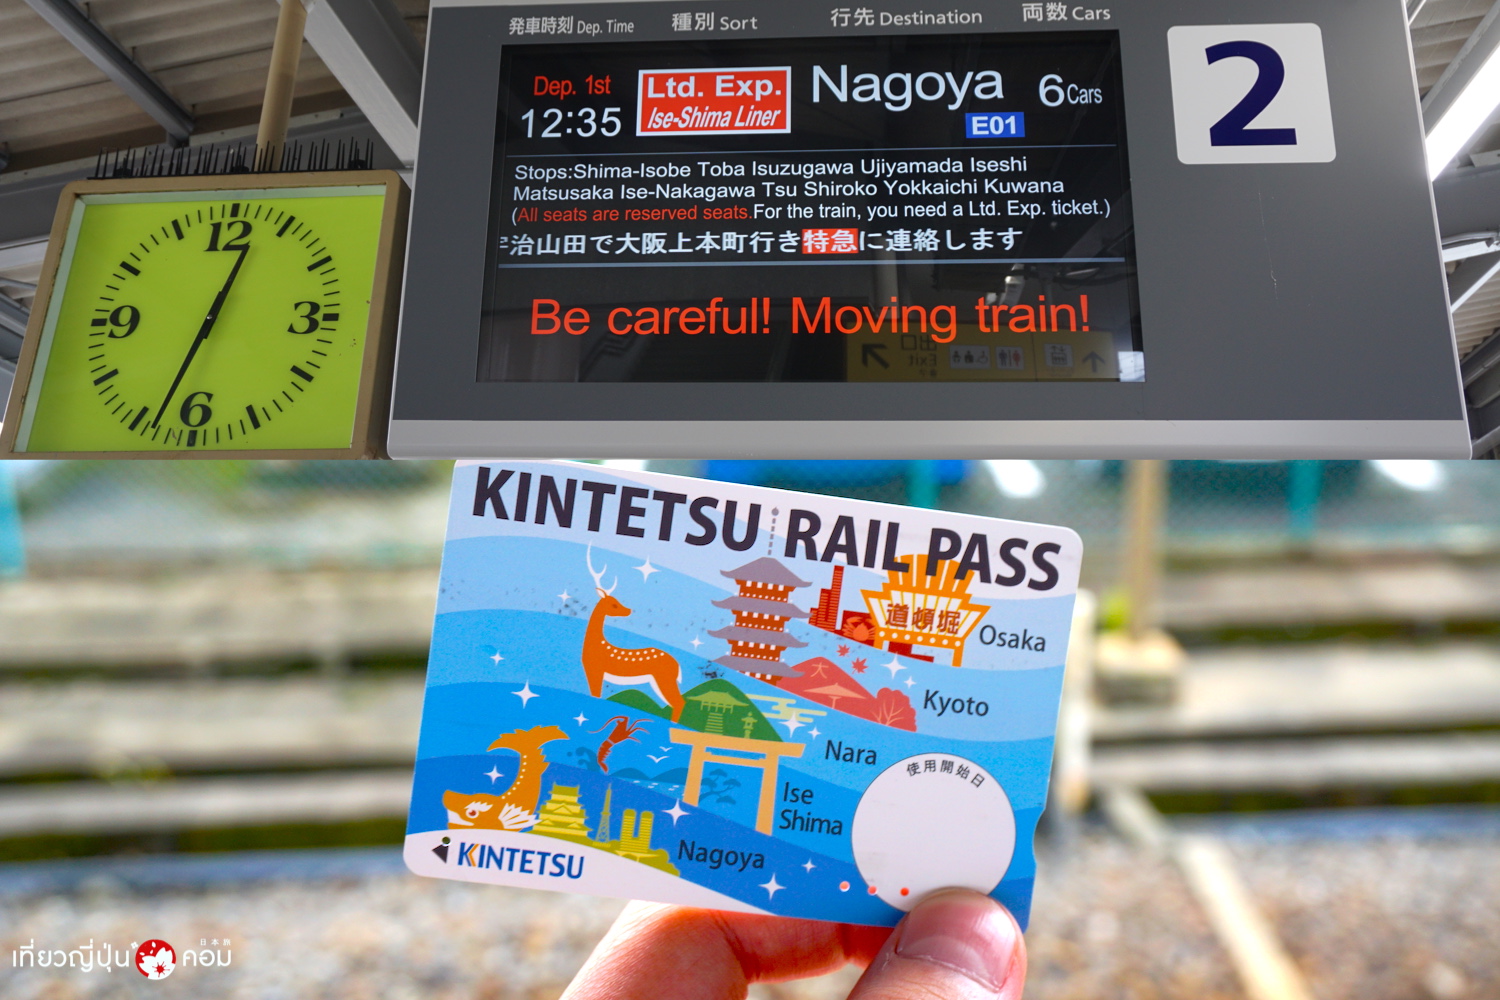 発車時刻 Dep. Time 種別 Sort 行先 Destination 両数 Cars
Dep. 1st
12:35
Ltd. Exp.
Ise-Shima Liner
Nagoya
E01
6 Cars
2
Stops:Shima-Isobe Toba Isuzugawa Ujiyamada Iseshi
Matsusaka Ise-Nakagawa Tsu Shiroko Yokkaichi Kuwana
(All seats are reserved seats.For the train, you need a Ltd. Exp. ticket.)
治山田で大阪上本町行き特急に連絡します
Be careful! Moving train!
12
9
3
6
KINTETSU RAIL PASS
道頓堀
Osaka
大
Kyoto
Nara
Ise
Shima
Nagoya
使用開始日
KINTETSU
日本旅
เที่ยวญี่ปุ่น คอม